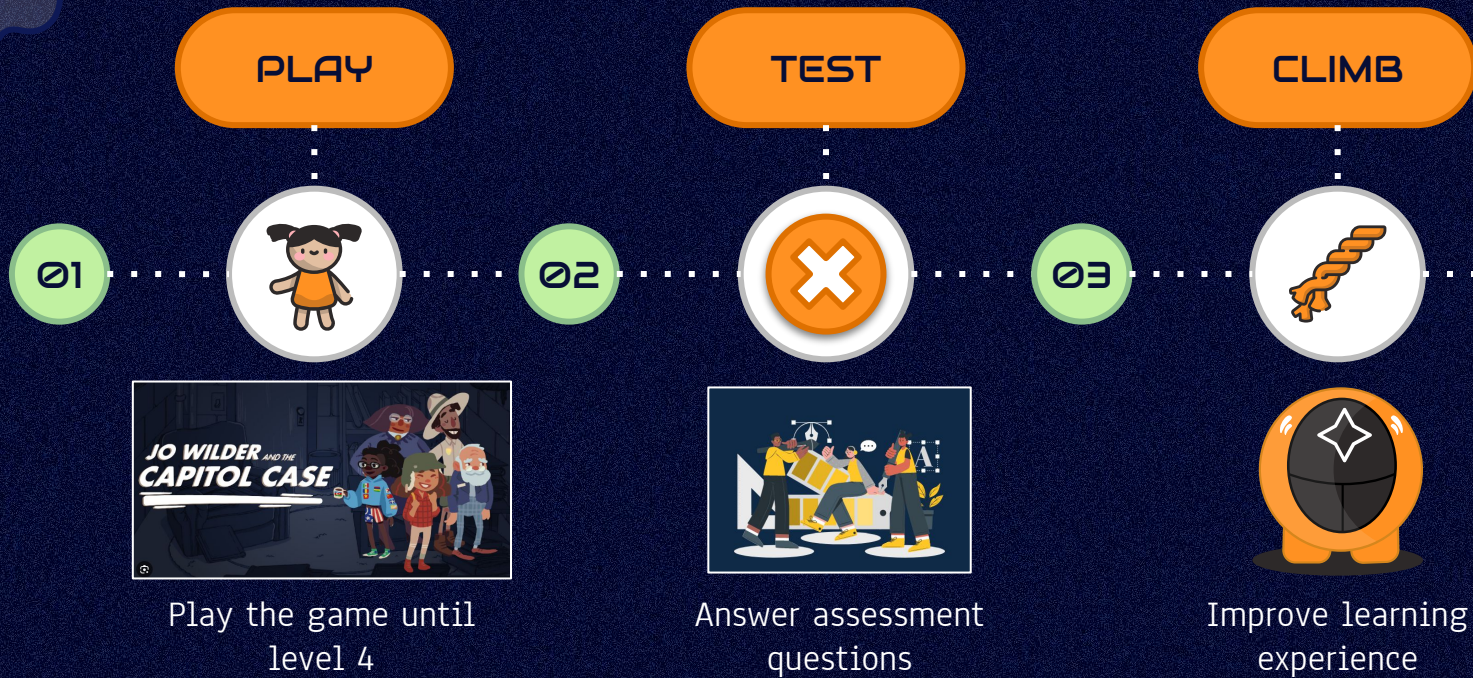 PLAY
TEST
CLIMB
01
02
03
JO WILDER AND THE
CAPITOL CASE
A
Play the game until
level 4
Answer assessment
questions
Improve learning
experience